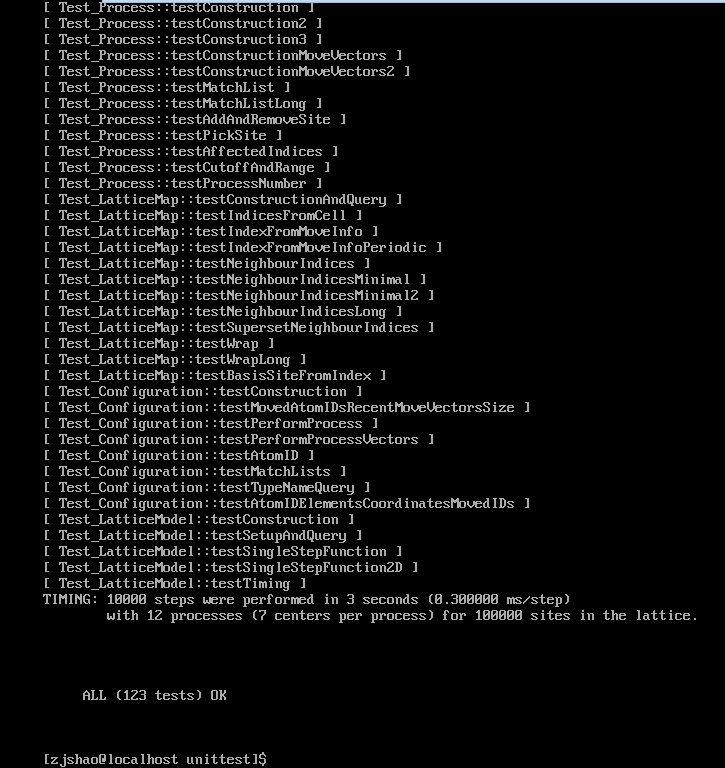 [ Test_Process::testConstruction ]
[ Test_Process::testConstruction2 ]
[ Test_Process::testConstruction3 ]
[ Test_Process::testConstructionMoveVectors ]
[ Test_Process::testConstructionMoveVectors2 ]
[ Test_Process::testMatchList ]
[ Test_Process::testMatchListLong ]
[ Test_Process::testAddAndRemoveSite ]
[ Test_Process::testPickSite ]
[ Test_Process::testAffectedIndices ]
[ Test_Process::testCutoffAndRange ]
[ Test_Process::testProcessNumber ]
[ Test_LatticeMap::testConstructionAndQuery ]
[ Test_LatticeMap::testIndicesFromCell ]
[ Test_LatticeMap::testIndexFromMoveInfo ]
[ Test_LatticeMap::testIndexFromMoveInfoPeriodic ]
[ Test_LatticeMap::testNeighbourIndices ]
[ Test_LatticeMap::testNeighbourIndicesMinimal ]
[ Test_LatticeMap::testNeighbourIndicesMinimal2 ]
[ Test_LatticeMap::testNeighbourIndicesLong ]
[ Test_LatticeMap::testSupersetNeighbourIndices ]
[ Test_LatticeMap::testWrap ]
[ Test_LatticeMap::testWrapLong ]
[ Test_LatticeMap::testBasisSiteFromIndex ]
[ Test_Configuration::testConstruction ]
[ Test_Configuration::testMovedAtomIDsRecentMoveVectorsSize ]
[ Test_Configuration::testPerformProcess ]
[ Test_Configuration::testPerformProcessVectors ]
[ Test_Configuration::testAtomID ]
[ Test_Configuration::testMatchLists ]
[ Test_Configuration::testTypeNameQuery ]
[ Test_Configuration::testAtomIDElementsCoordinatesMovedIDs ]
[ Test_LatticeModel::testConstruction ]
[ Test_LatticeModel::testSetupAndQuery ]
[ Test_LatticeModel::testSingleStepFunction ]
[ Test_LatticeModel::testSingleStepFunction2D ]
[ Test_LatticeModel::testTiming ]
TIMING: 10000 steps were performed in 3 seconds (0.300000 ms/step)
with 12 processes (7 centers per process) for 100000 sites in the lattice.
ALL (123 tests) OK
[zjshao@localhost unittest]$